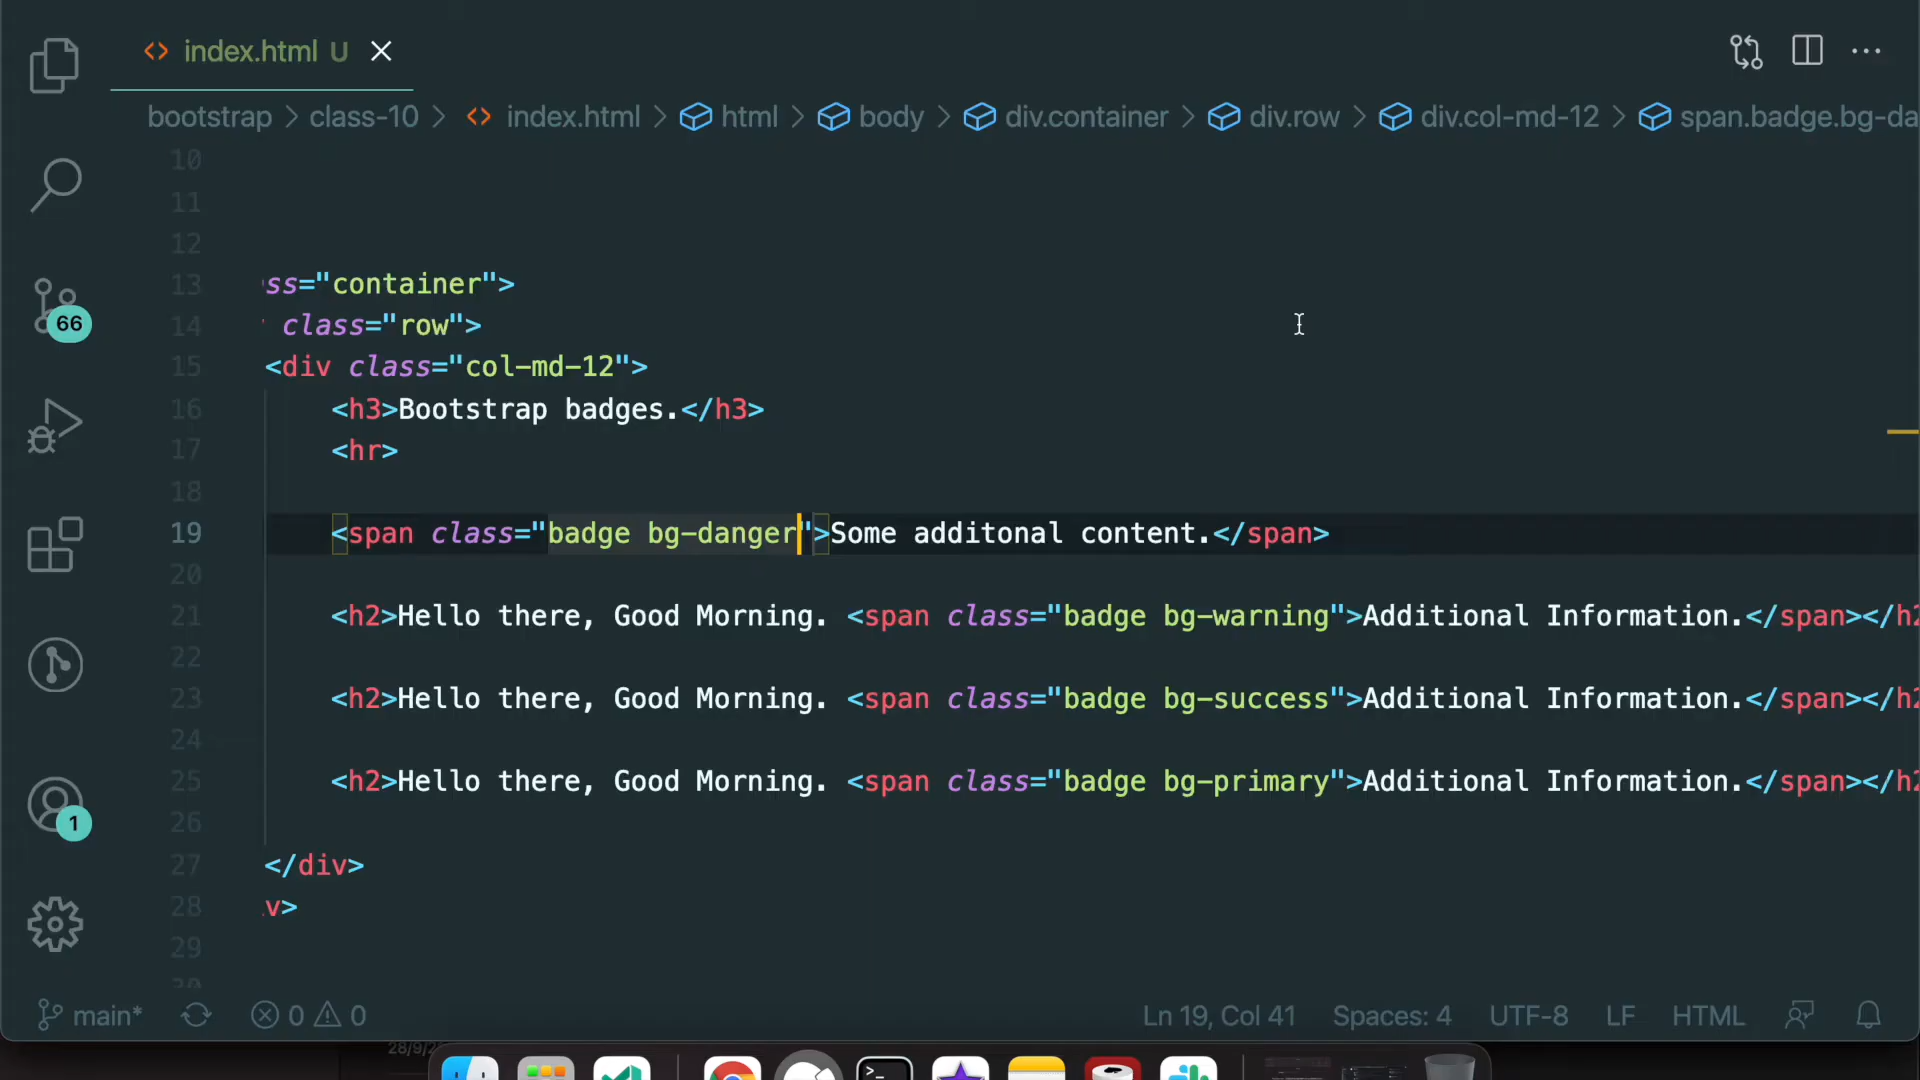 index.html U
bootstrap > class-10 > index.html > html > body > div.container > div.row > div.col-md-12 > span.badge.bg-da
10
11
12
13 ss="container">
14 class="row">
15 <div class="col-md-12">
16 <h3>Bootstrap badges.</h3>
17 <hr>
18
19 <span class="badge bg-danger">Some additonal content.</span>
20
21 <h2>Hello there, Good Morning. <span class="badge bg-warning">Additional Information.</span></h2
22
23 <h2>Hello there, Good Morning. <span class="badge bg-success">Additional Information.</span></h2
24
25 <h2>Hello there, Good Morning. <span class="badge bg-primary">Additional Information.</span></h2
26
27 </div>
28 v>
29
66
1
main* 0 0 Ln 19, Col 41 Spaces: 4 UTF-8 LF HTML
28/9/2